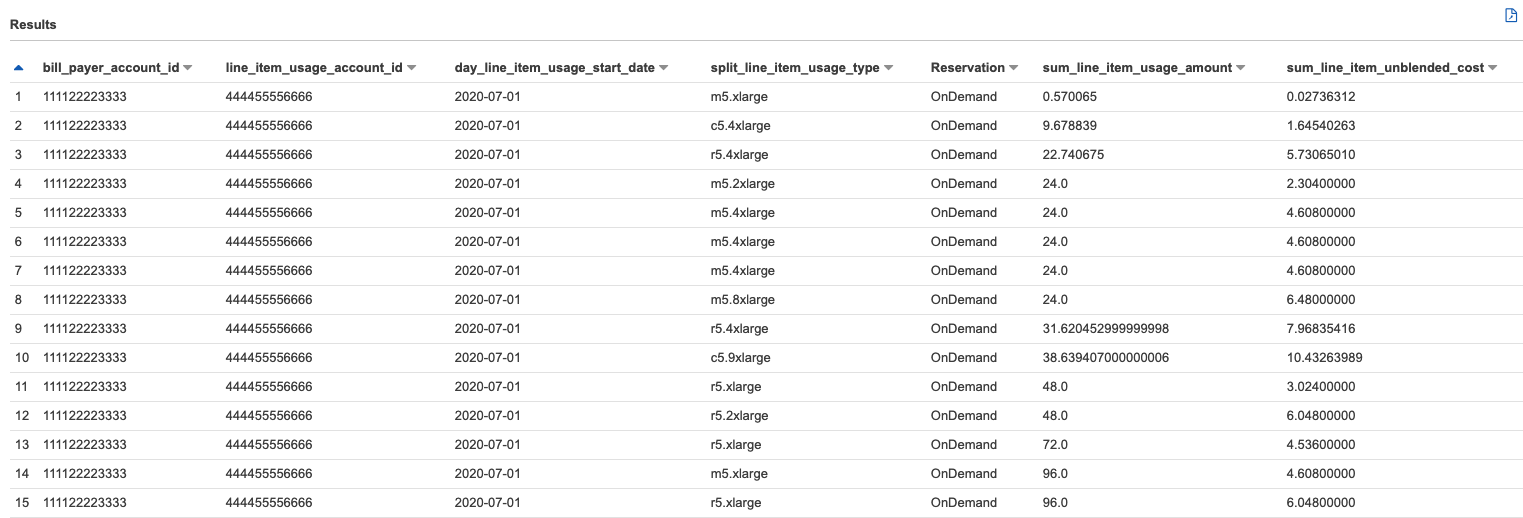 Results
bill_payer_account_id line_item_usage_account_id day_line_item_usage_start_date split_line_item_usage_type Reservation sum_line_item_usage_amount sum_line_item_unblended_cost
1 111122223333 444455556666 2020-07-01 m5.xlarge OnDemand 0.570065 0.02736312
2 111122223333 444455556666 2020-07-01 c5.4xlarge OnDemand 9.678839 1.64540263
3 111122223333 444455556666 2020-07-01 r5.4xlarge OnDemand 22.740675 5.73065010
4 111122223333 444455556666 2020-07-01 m5.2xlarge OnDemand 24.0 2.30400000
5 111122223333 444455556666 2020-07-01 m5.4xlarge OnDemand 24.0 4.60800000
6 111122223333 444455556666 2020-07-01 m5.4xlarge OnDemand 24.0 4.60800000
7 111122223333 444455556666 2020-07-01 m5.4xlarge OnDemand 24.0 4.60800000
8 111122223333 444455556666 2020-07-01 m5.8xlarge OnDemand 24.0 6.48000000
9 111122223333 444455556666 2020-07-01 r5.4xlarge OnDemand 31.620452999999998 7.96835416
10 111122223333 444455556666 2020-07-01 c5.9xlarge OnDemand 38.639407000000006 10.43263989
11 111122223333 444455556666 2020-07-01 r5.xlarge OnDemand 48.0 3.02400000
12 111122223333 444455556666 2020-07-01 r5.2xlarge OnDemand 48.0 6.04800000
13 111122223333 444455556666 2020-07-01 r5.xlarge OnDemand 72.0 4.53600000
14 111122223333 444455556666 2020-07-01 m5.xlarge OnDemand 96.0 4.60800000
15 111122223333 444455556666 2020-07-01 r5.xlarge OnDemand 96.0 6.04800000